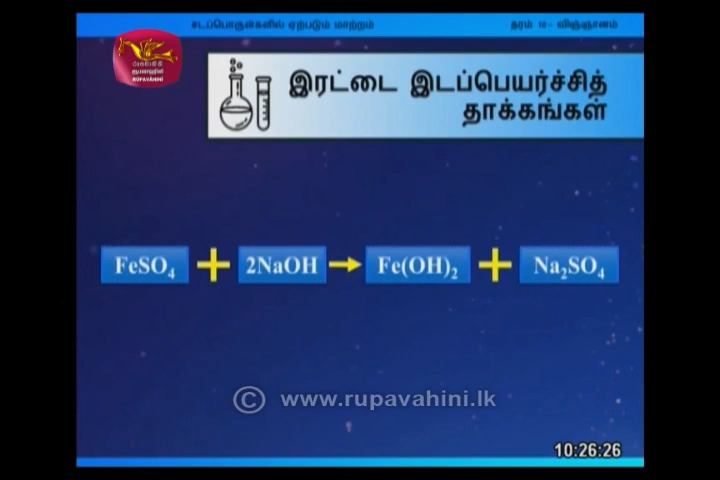 சடப்பொருள்களில் ஏற்படும் மாற்றம்
தரம் 10 - விஞ்ஞானம்
RUPAVAHINI
இரட்டை இடப்பெயர்ச்சித்
தாக்கங்கள்
FeSO₄ + 2NaOH → Fe(OH)₂ + Na₂SO₄
© www.rupavahini.lk
10:26:26